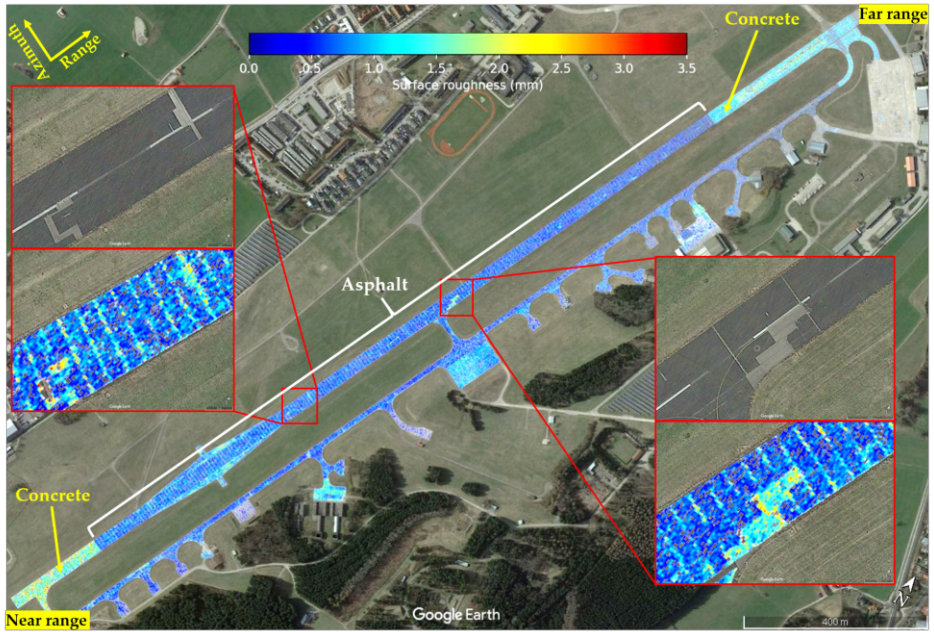 Azimuth
Range
Concrete
Far range
0.0 0.5 1.0 1.5 2.0 2.5 3.0 3.5
Surface roughness (mm)
Asphalt
Concrete
Near range
Google Earth
400 m
N